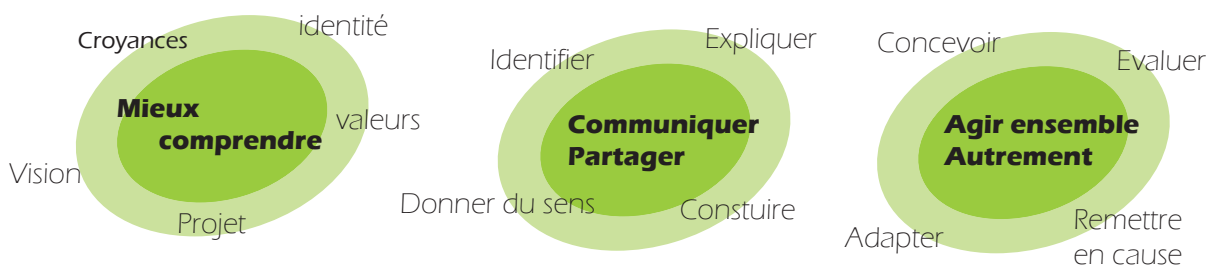 Croyances
identité
Mieux
comprendre
valeurs
Vision
Projet
Identifier
Expliquer
Communiquer
Partager
Donner du sens
Constuire
Concevoir
Evaluer
Agir ensemble
Autrement
Adapter
Remettre
en cause